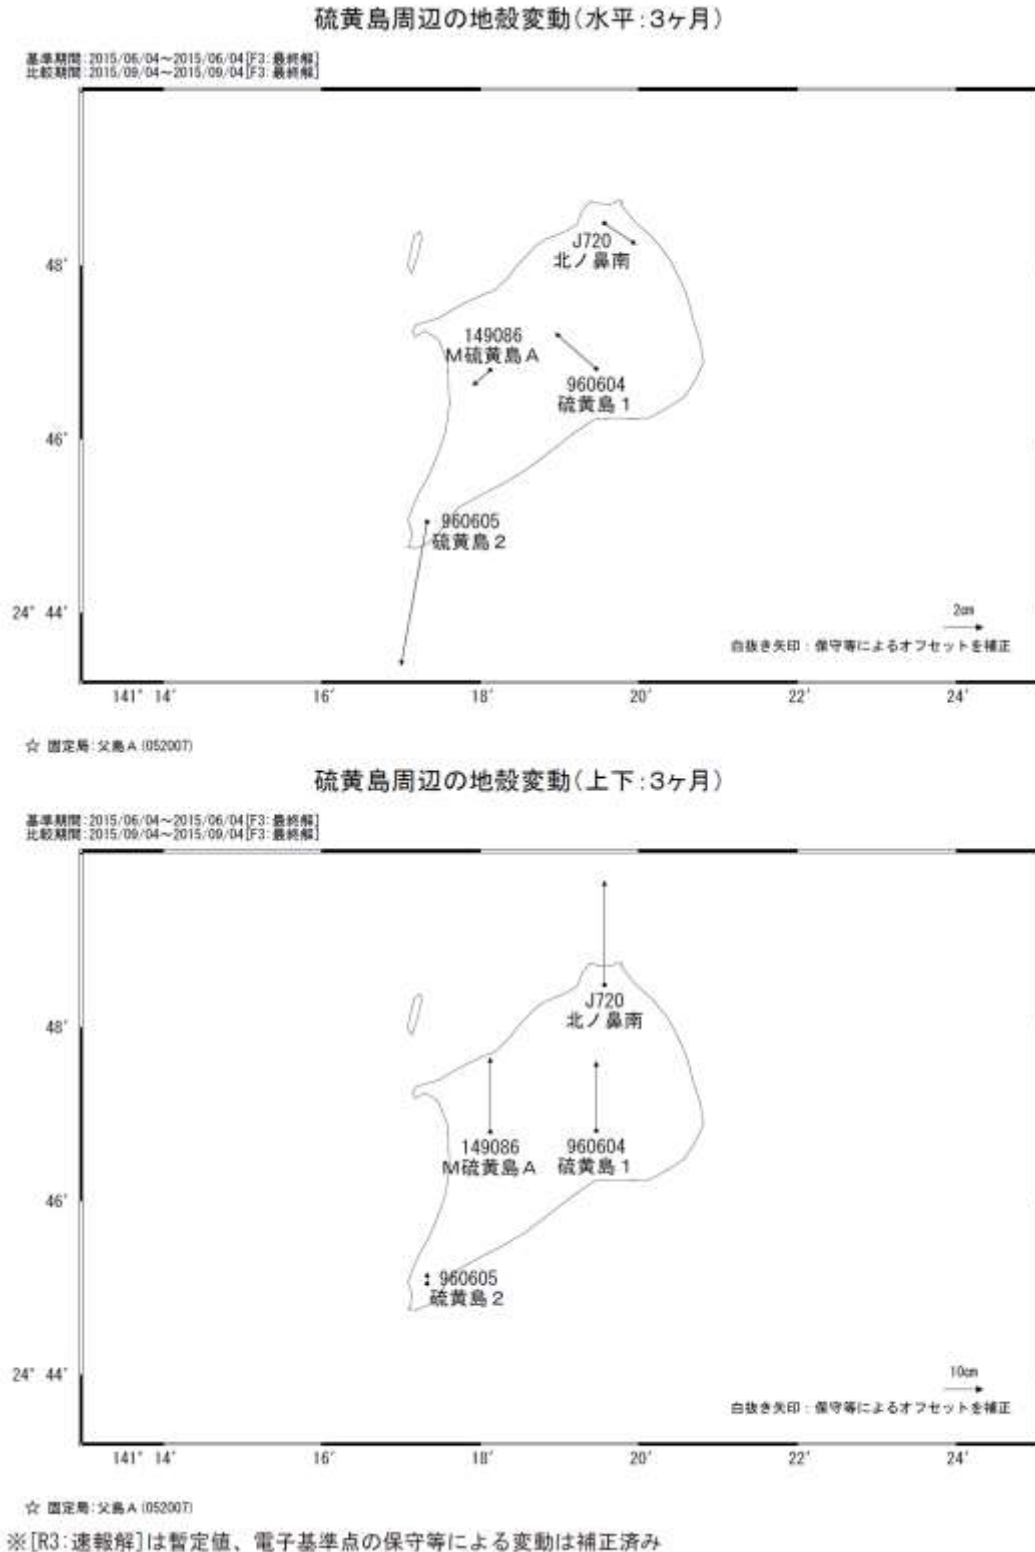 硫黄島周辺の地殻変動(水平:3ヶ月)
基準期間:2015/06/04~2015/06/04[F3:最終解]
比較期間:2015/09/04~2015/09/04[F3:最終解]
J720
北ノ鼻南
48'
149086
M硫黄島A
960604
硫黄島1
46'
960605
硫黄島2
24° 44'
2cm
白抜き矢印:保守等によるオフセットを補正
141° 14' 16' 18' 20' 22' 24'
☆ 固定局:父島A (052007)
硫黄島周辺の地殻変動(上下:3ヶ月)
基準期間:2015/06/04~2015/06/04[F3:最終解]
比較期間:2015/09/04~2015/09/04[F3:最終解]
J720
北ノ鼻南
48'
149086
M硫黄島A
960604
硫黄島1
46'
960605
硫黄島2
24° 44'
10cm
白抜き矢印:保守等によるオフセットを補正
141° 14' 16' 18' 20' 22' 24'
☆ 固定局:父島A (052007)
※[R3:速報解]は暫定値、電子基準点の保守等による変動は補正済み